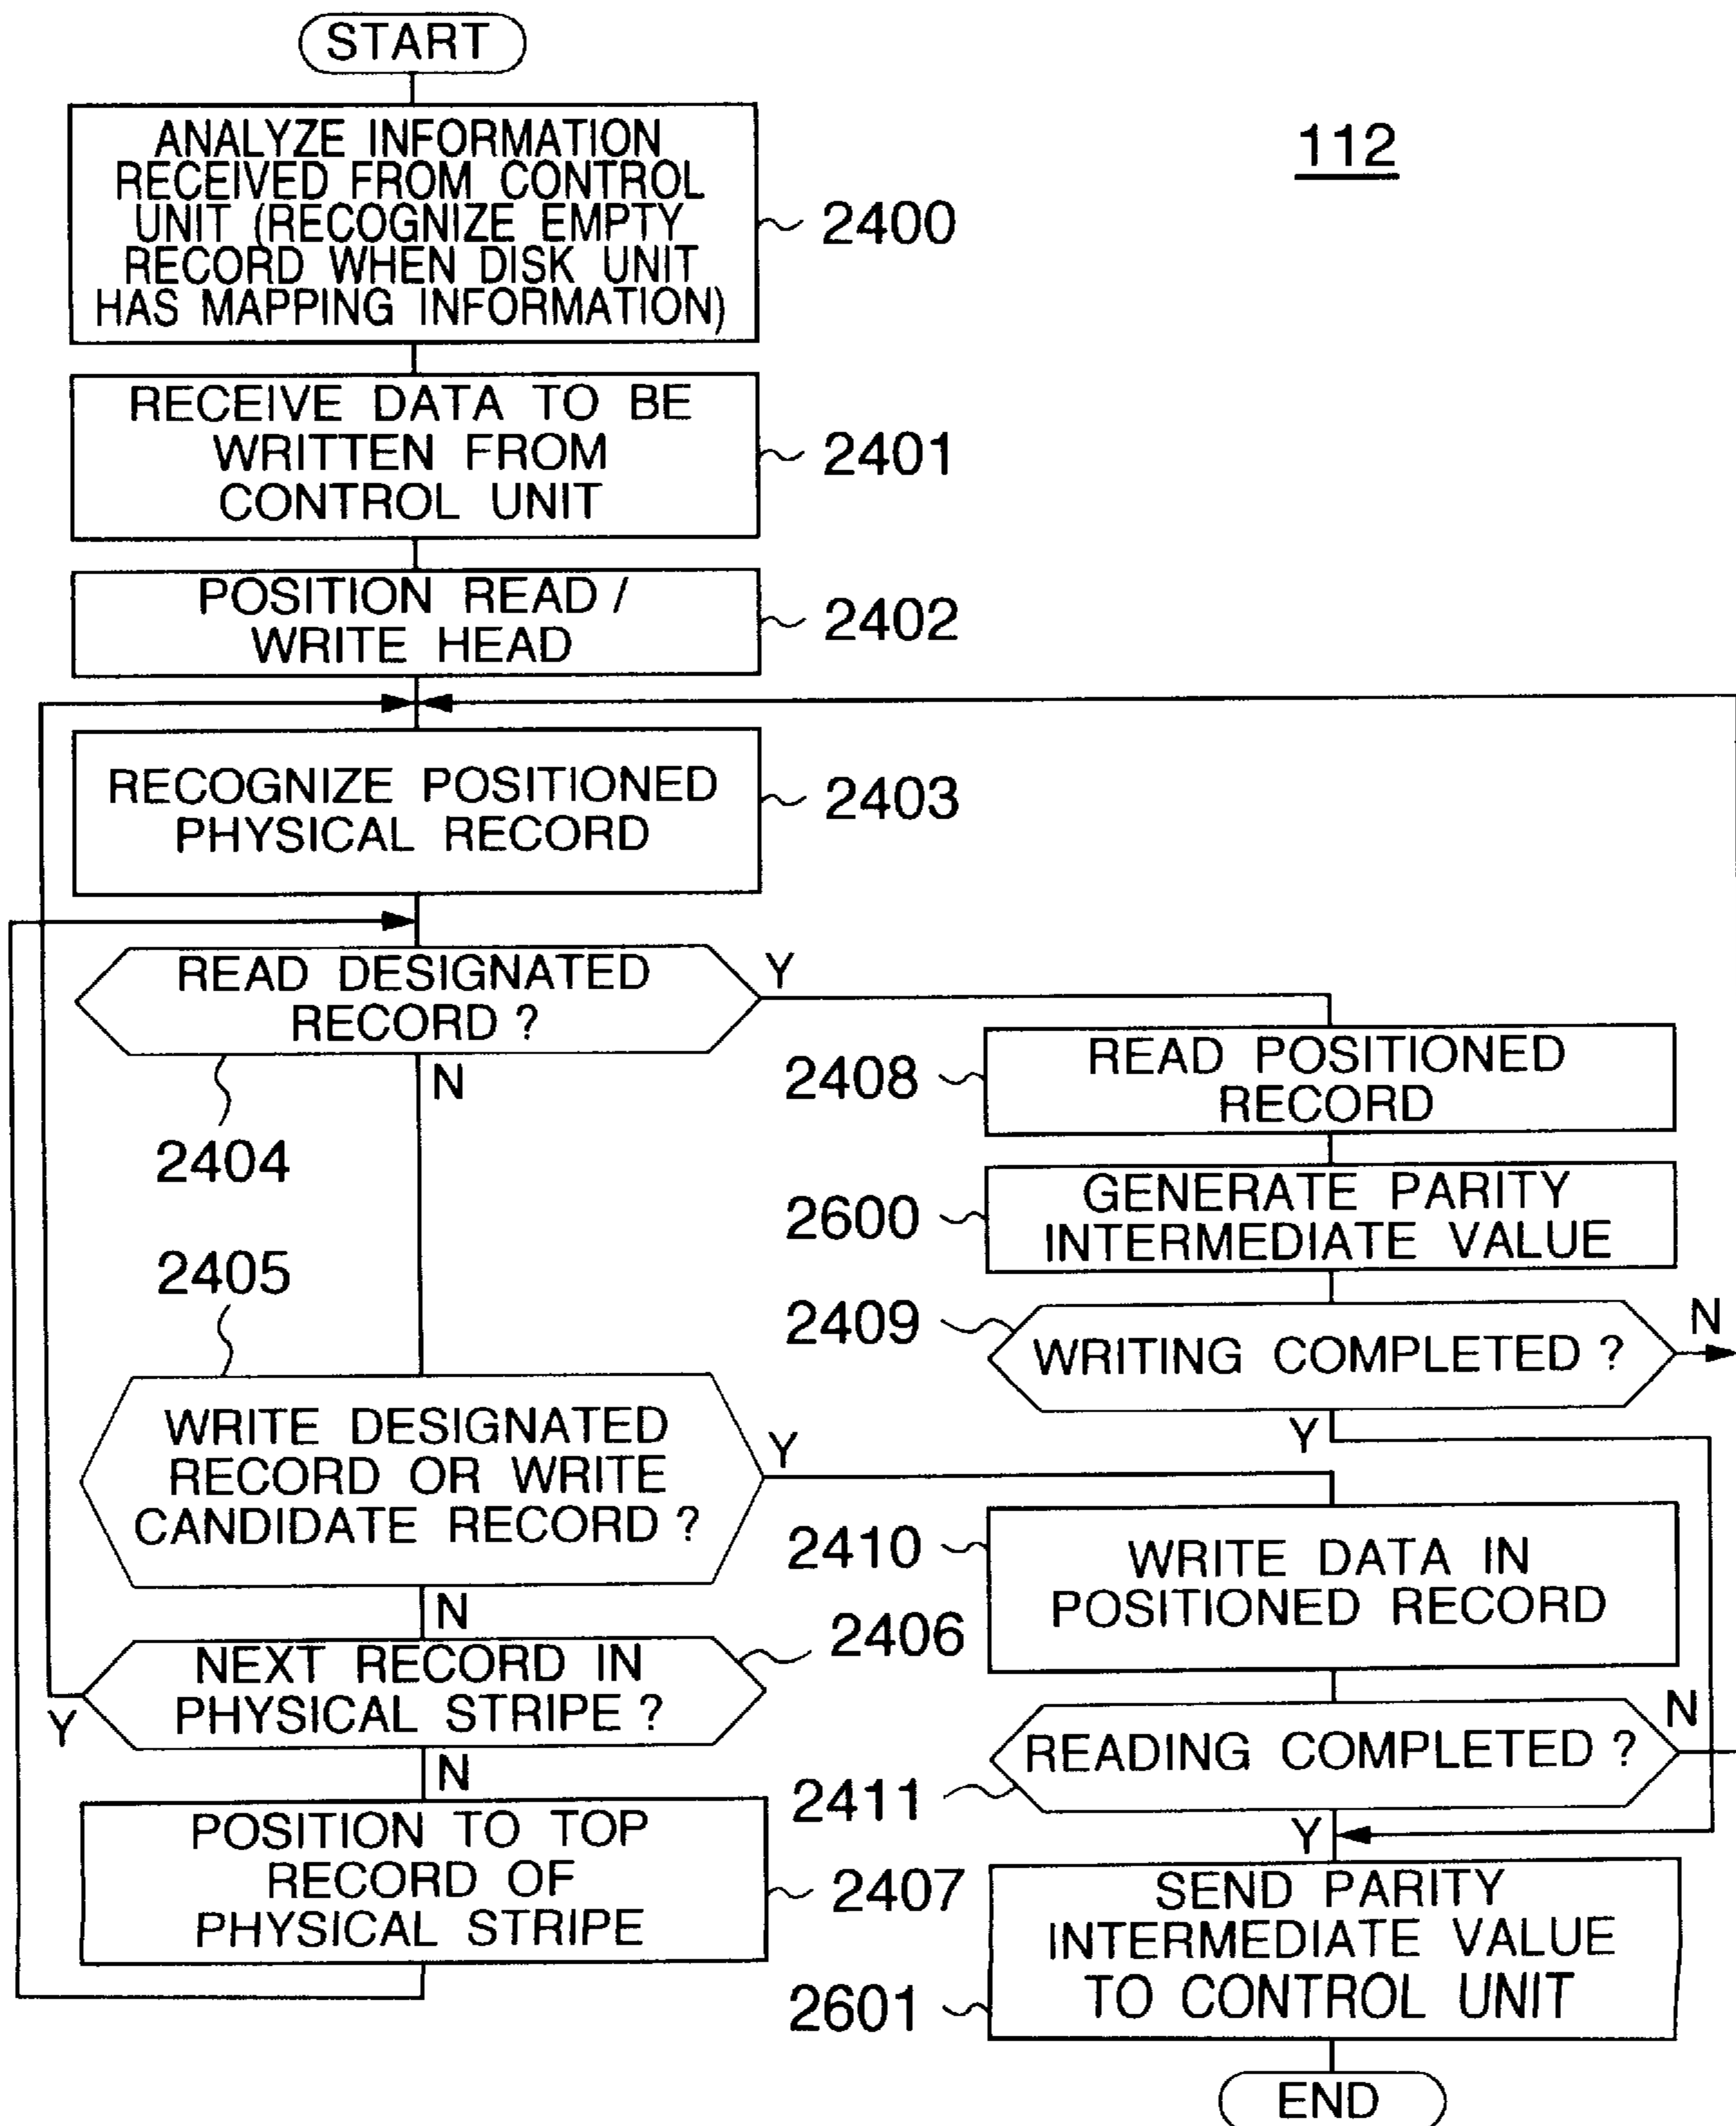 START
112
ANALYZE INFORMATION
RECEIVED FROM CONTROL
UNIT (RECOGNIZE EMPTY
RECORD WHEN DISK UNIT
HAS MAPPING INFORMATION)
2400
RECEIVE DATA TO BE
WRITTEN FROM
CONTROL UNIT
2401
POSITION READ /
WRITE HEAD
2402
RECOGNIZE POSITIONED
PHYSICAL RECORD
2403
READ DESIGNATED
RECORD ?
Y
N
2404
2408
READ POSITIONED
RECORD
2600
GENERATE PARITY
INTERMEDIATE VALUE
2405
2409
WRITING COMPLETED ?
N
Y
WRITE DESIGNATED
RECORD OR WRITE
CANDIDATE RECORD ?
Y
N
2410
WRITE DATA IN
POSITIONED RECORD
2406
NEXT RECORD IN
PHYSICAL STRIPE ?
Y
N
READING COMPLETED ?
N
2411
Y
POSITION TO TOP
RECORD OF
PHYSICAL STRIPE
2407
SEND PARITY
INTERMEDIATE VALUE
TO CONTROL UNIT
2601
END